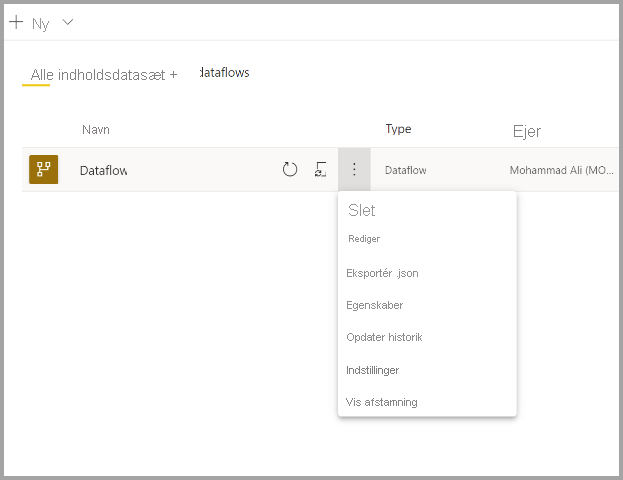 + Ny
Alle indholdsdatasæt + dataflows
Navn Type Ejer
Dataflow Dataflow Mohammad Ali (MO...
Slet
Rediger
Eksportér .json
Egenskaber
Opdater historik
Indstillinger
Vis afstamning